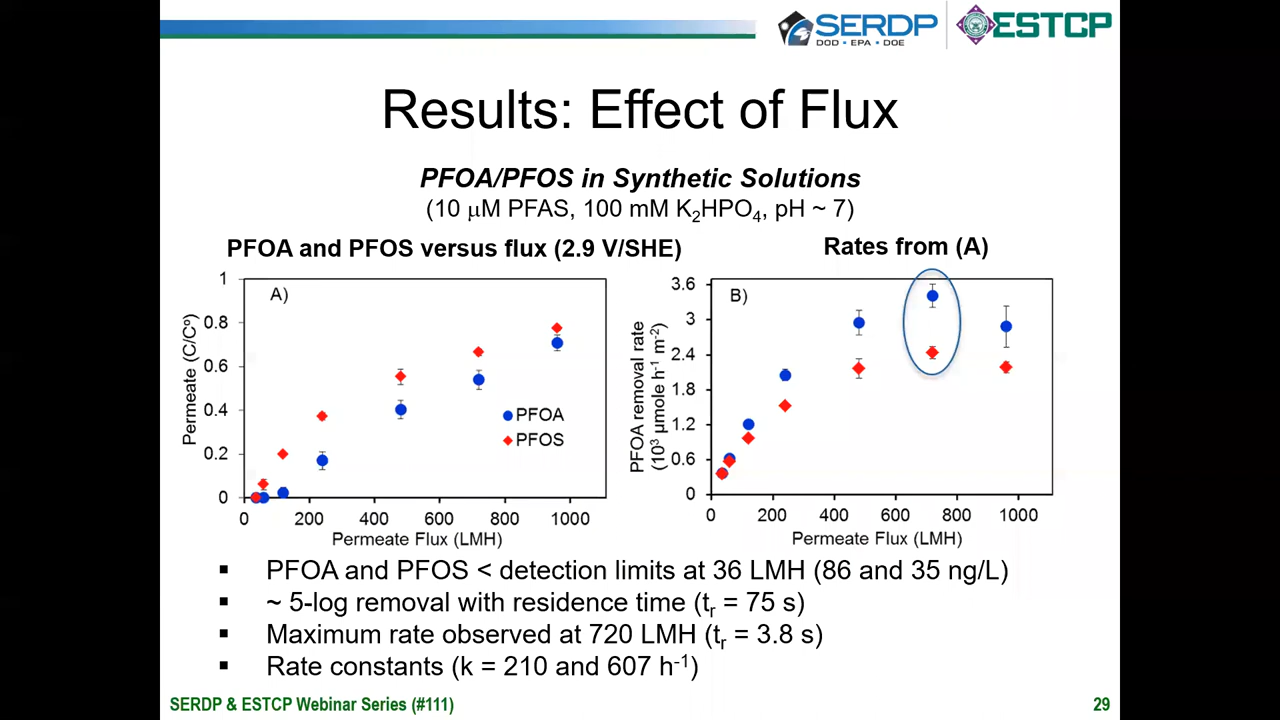 SERDP
DOD • EPA • DOE
ESTCP
Results: Effect of Flux
PFOA/PFOS in Synthetic Solutions
(10 μM PFAS, 100 mM K₂HPO₄, pH ~ 7)
PFOA and PFOS versus flux (2.9 V/SHE)
A)
Permeate (C/Cº)
1
0.8
0.6
0.4
0.2
0
0 200 400 600 800 1000
Permeate Flux (LMH)
PFOA
PFOS
Rates from (A)
B)
PFOA removal rate
(10³ μmole h⁻¹ m⁻²)
3.6
3
2.4
1.8
1.2
0.6
0
0 200 400 600 800 1000
Permeate Flux (LMH)
▪ PFOA and PFOS < detection limits at 36 LMH (86 and 35 ng/L)
▪ ~ 5-log removal with residence time (tᵣ = 75 s)
▪ Maximum rate observed at 720 LMH (tᵣ = 3.8 s)
▪ Rate constants (k = 210 and 607 h⁻¹)
SERDP & ESTCP Webinar Series (#111)
29